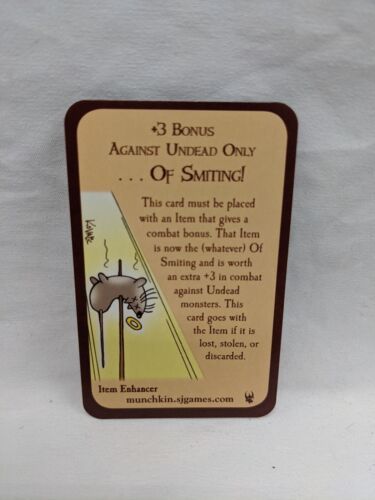 +3 Bonus
Against Undead Only
. . . Of Smiting!
This card must be placed
with an Item that gives a
combat bonus. That Item
is now the (whatever) Of
Smiting and is worth
an extra +3 in combat
against Undead
monsters. This
card goes with
the Item if it is
lost, stolen, or
discarded.
Kovalic
Item Enhancer
munchkin.sjgames.com